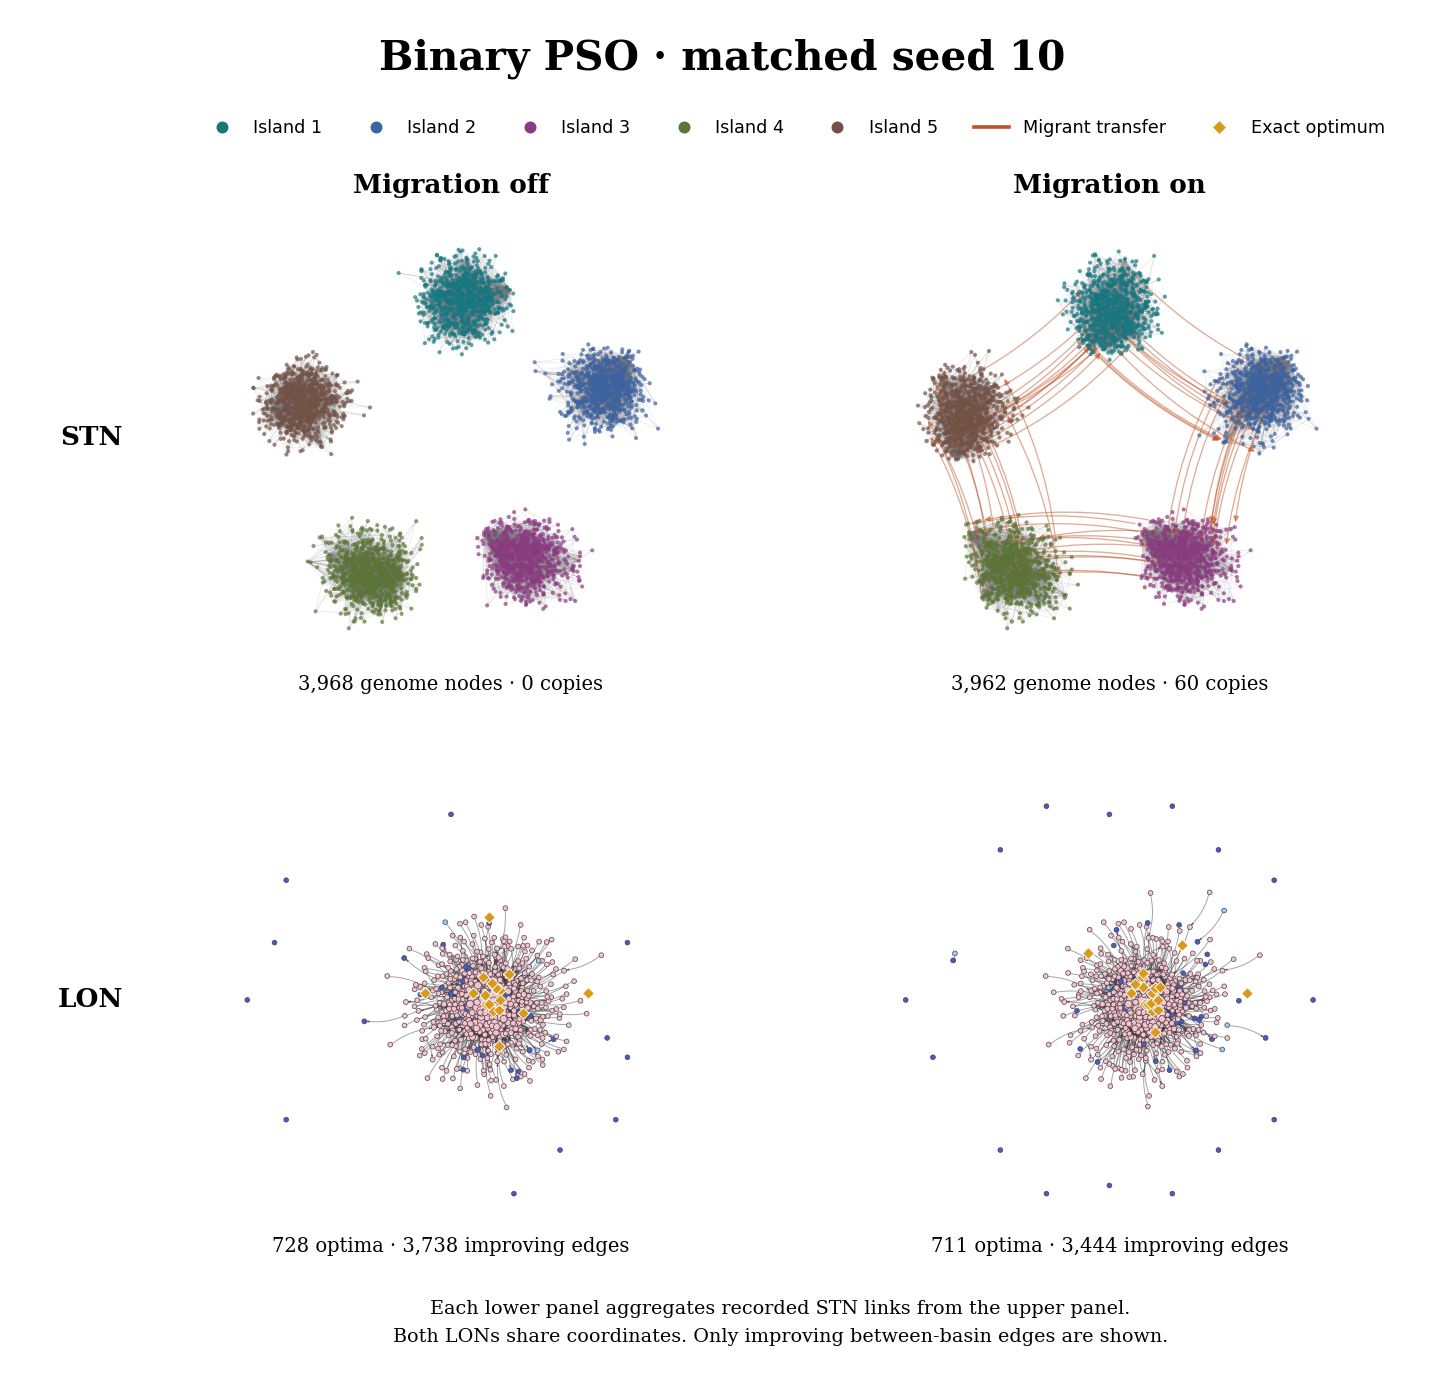 Binary PSO · matched seed 10
Island 1 Island 2 Island 3 Island 4 Island 5 Migrant transfer Exact optimum
Migration off Migration on
STN
3,968 genome nodes · 0 copies 3,962 genome nodes · 60 copies
LON
728 optima · 3,738 improving edges 711 optima · 3,444 improving edges
Each lower panel aggregates recorded STN links from the upper panel.
Both LONs share coordinates. Only improving between-basin edges are shown.